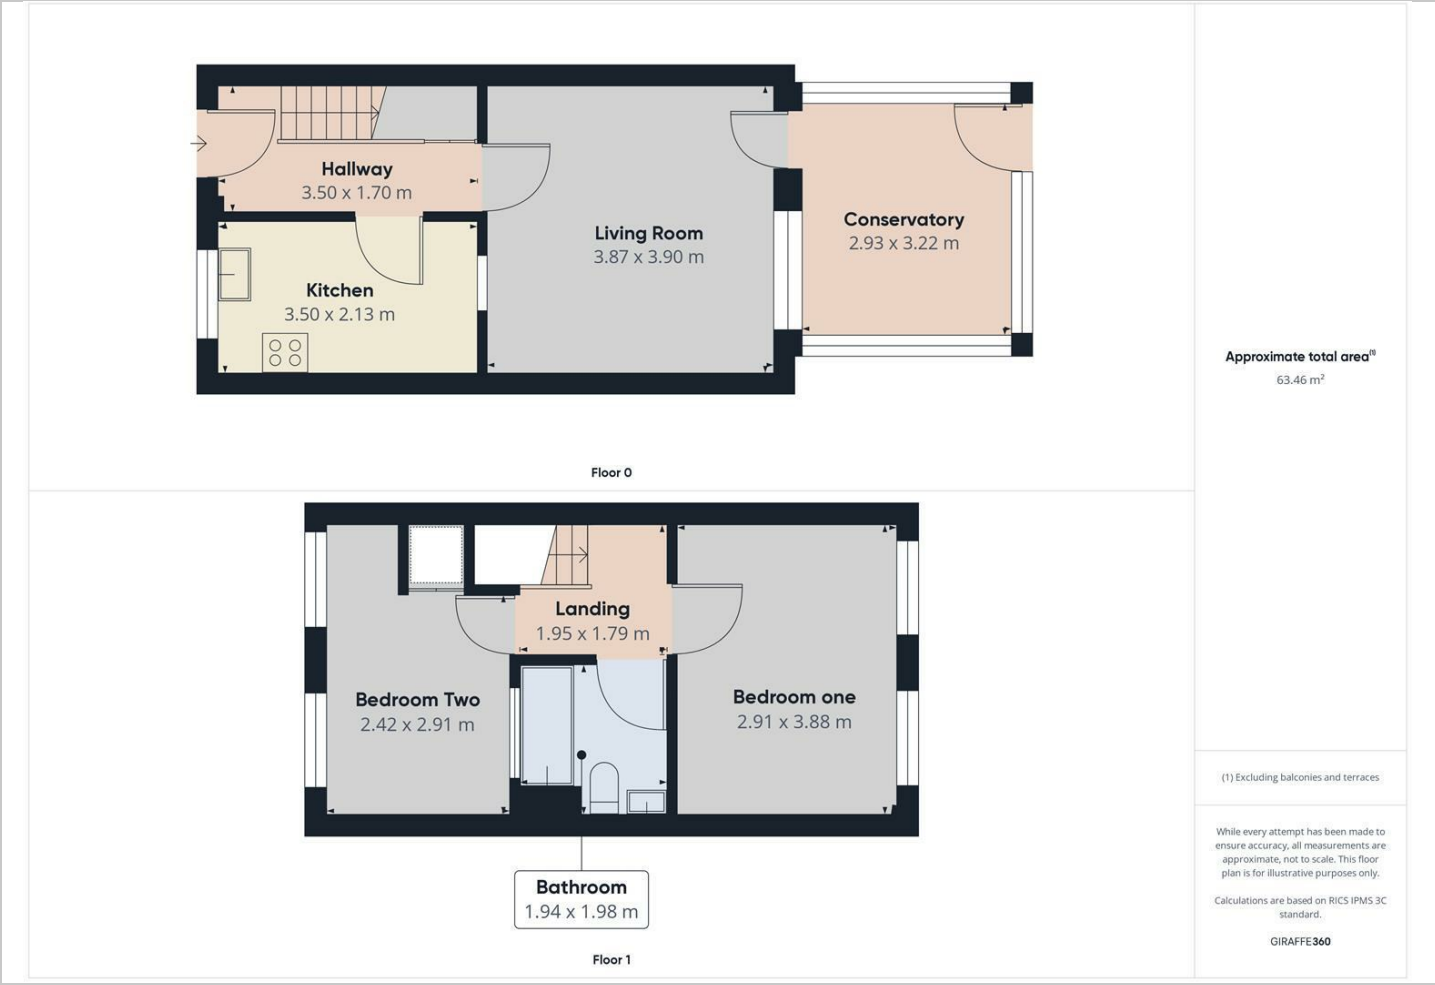 Hallway
3.50 x 1.70 m
Kitchen
3.50 x 2.13 m
Living Room
3.87 x 3.90 m
Conservatory
2.93 x 3.22 m
Floor 0
Landing
1.95 x 1.79 m
Bedroom Two
2.42 x 2.91 m
Bedroom one
2.91 x 3.88 m
Bathroom
1.94 x 1.98 m
Floor 1
Approximate total area(1)
63.46 m²
(1) Excluding balconies and terraces
While every attempt has been made to
ensure accuracy, all measurements are
approximate, not to scale. This floor
plan is for illustrative purposes only.
Calculations are based on RICS IPMS 3C
standard.
GIRAFFE360